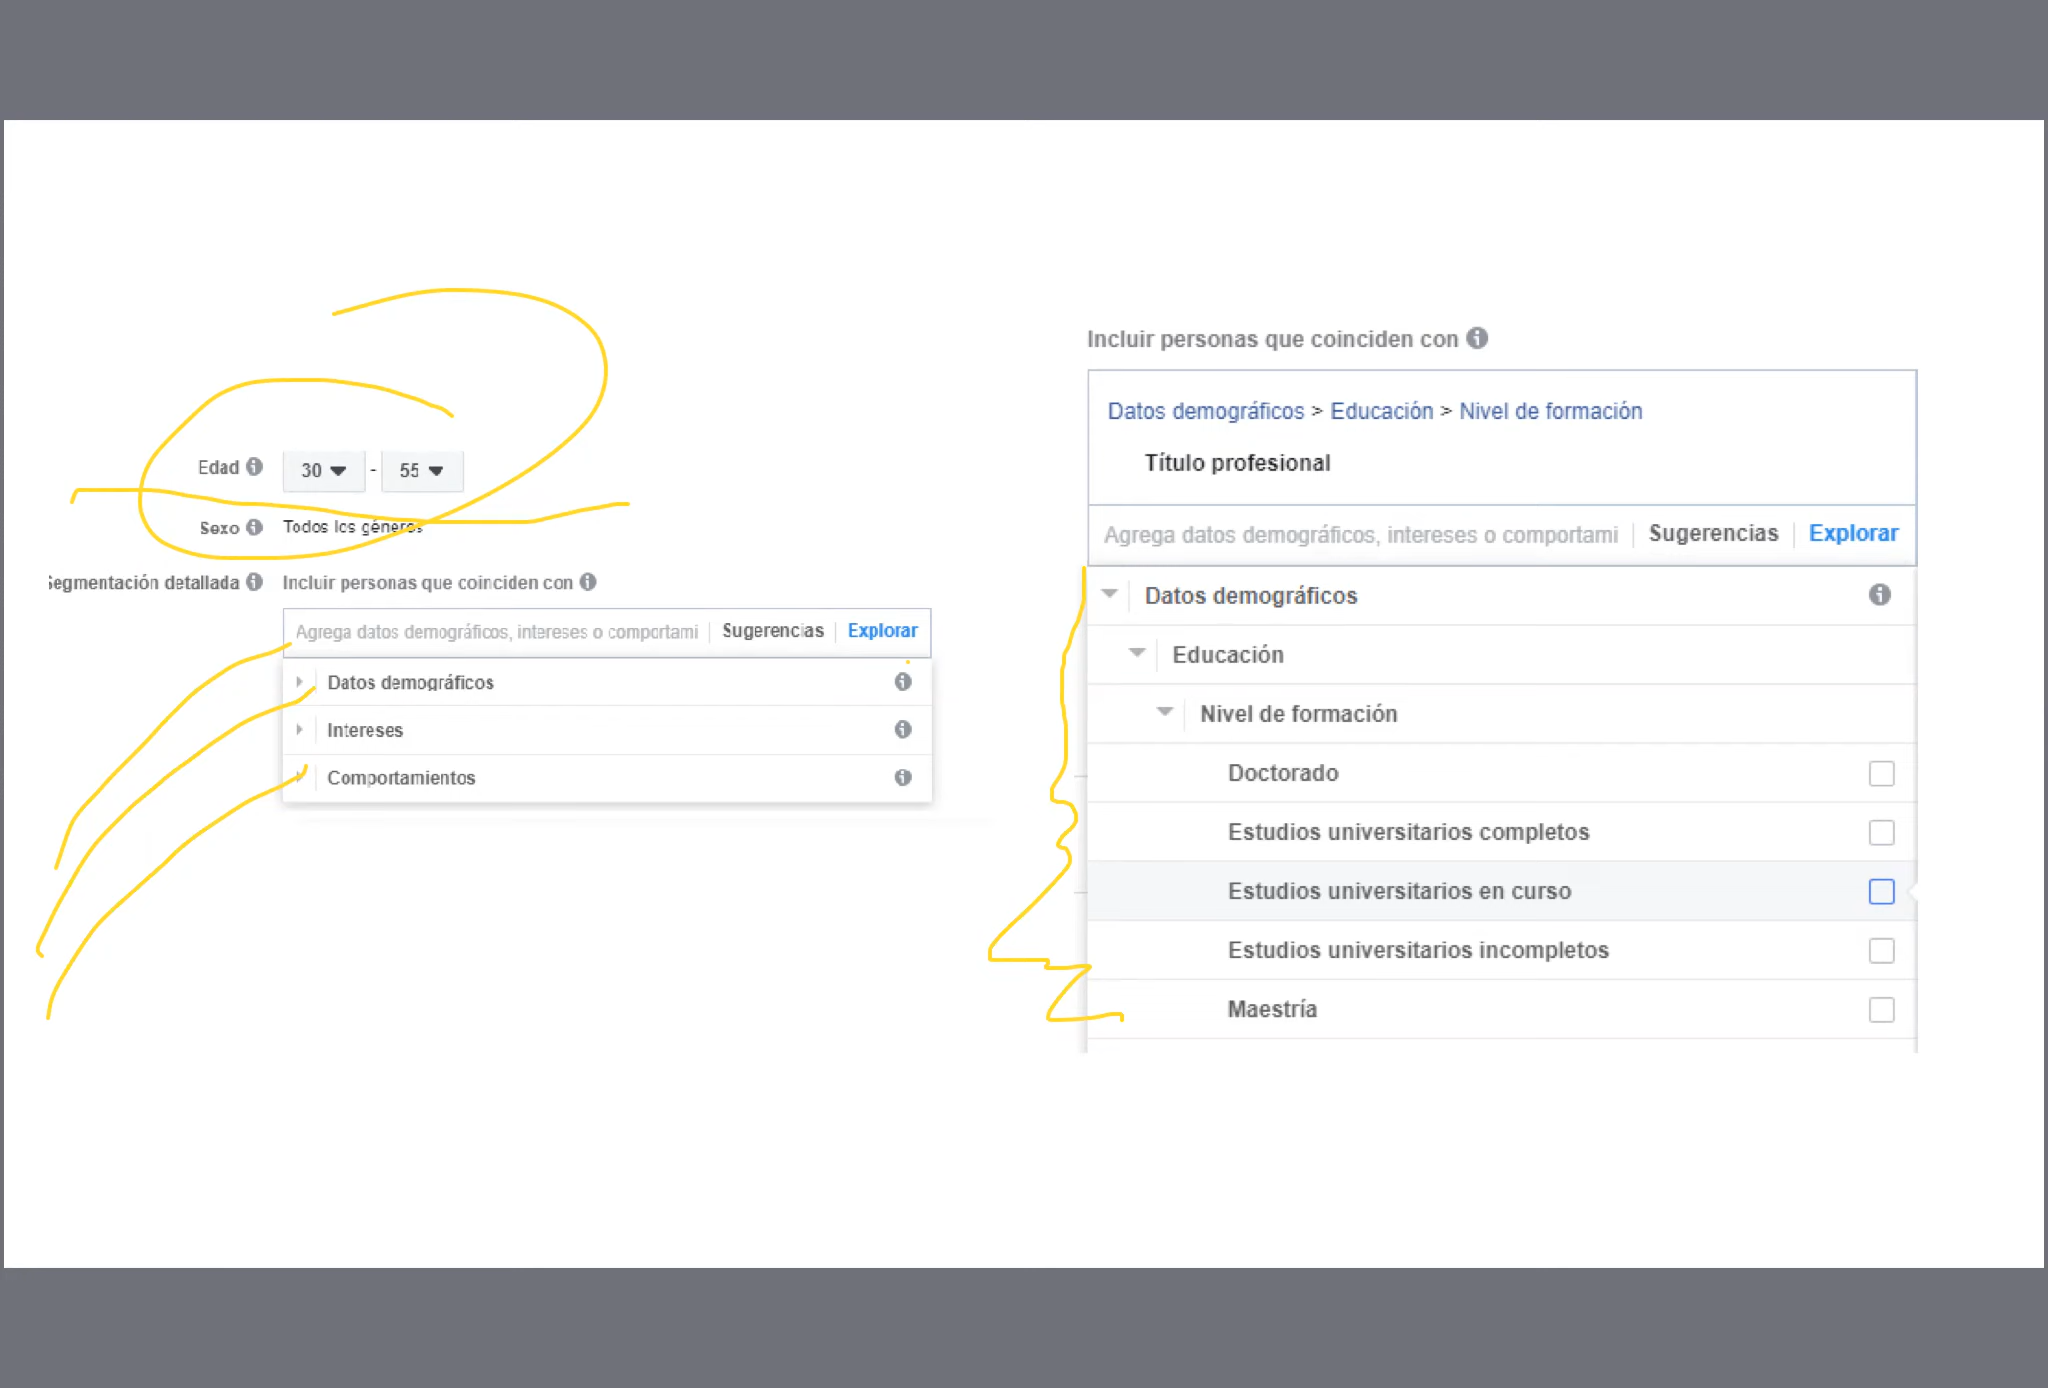 Edad 30 - 55
Sexo Todos los géneros
Segmentación detallada Incluir personas que coinciden con
Agrega datos demográficos, intereses o comportami Sugerencias Explorar
Datos demográficos
Intereses
Comportamientos
Incluir personas que coinciden con
Datos demográficos > Educación > Nivel de formación
Título profesional
Agrega datos demográficos, intereses o comportami Sugerencias Explorar
Datos demográficos
Educación
Nivel de formación
Doctorado
Estudios universitarios completos
Estudios universitarios en curso
Estudios universitarios incompletos
Maestría